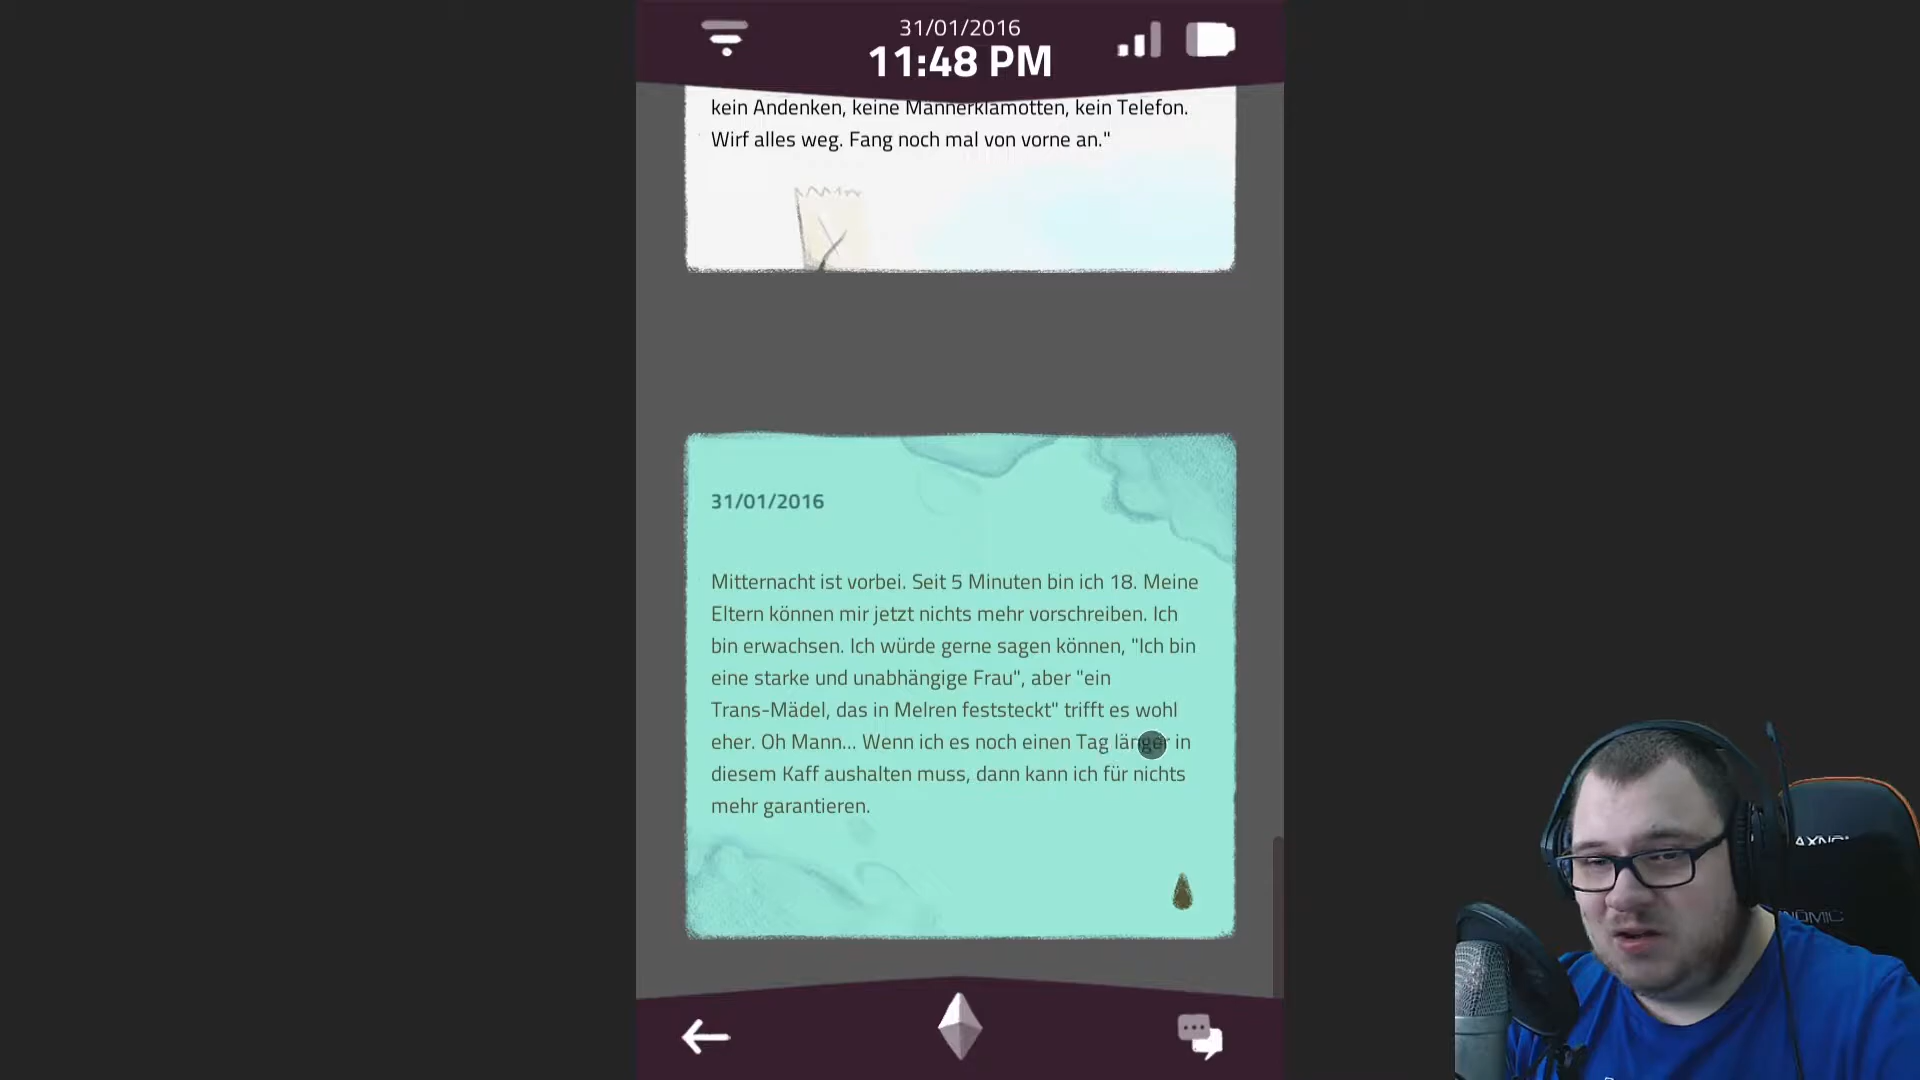 31/01/2016
11:48 PM
kein Andenken, keine Männerklamotten, kein Telefon.
Wirf alles weg. Fang noch mal von vorne an."
31/01/2016
Mitternacht ist vorbei. Seit 5 Minuten bin ich 18. Meine
Eltern können mir jetzt nichts mehr vorschreiben. Ich
bin erwachsen. Ich würde gerne sagen können, "Ich bin
eine starke und unabhängige Frau", aber "ein
Trans-Mädel, das in Melren feststeckt" trifft es wohl
eher. Oh Mann... Wenn ich es noch einen Tag länger in
diesem Kaff aushalten muss, dann kann ich für nichts
mehr garantieren.